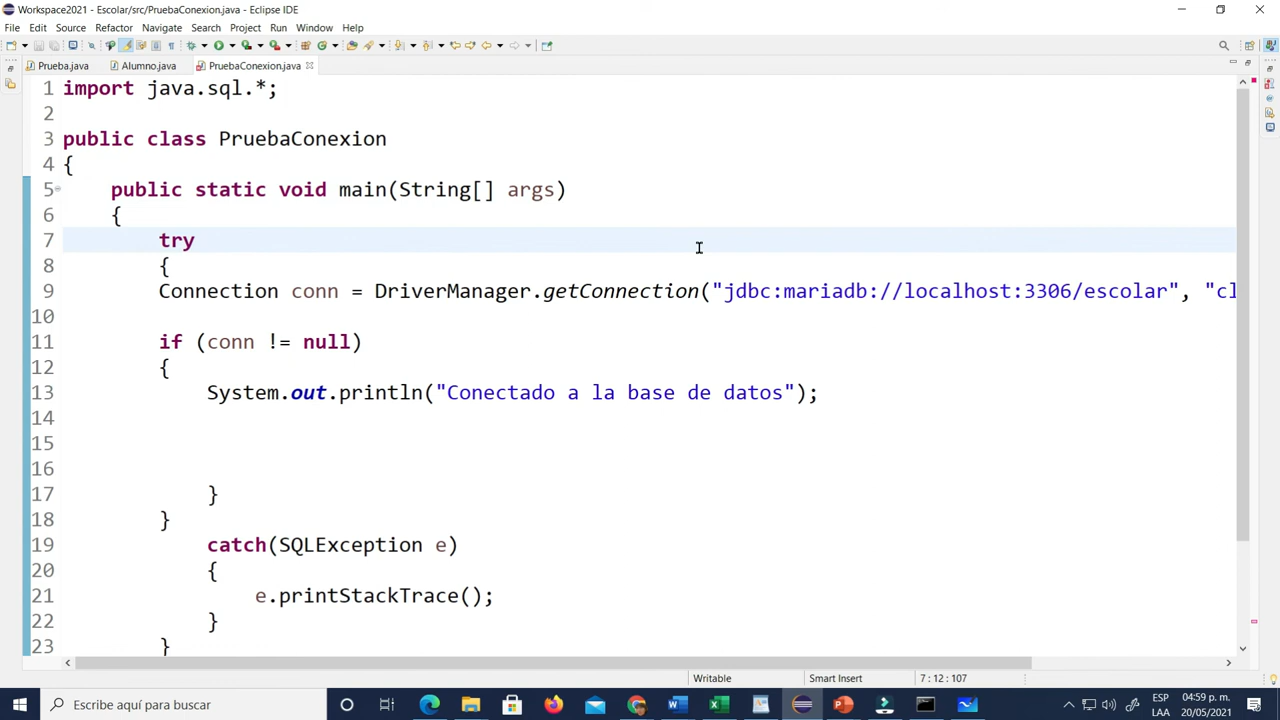 Workspace2021 - Escolar/src/PruebaConexion.java - Eclipse IDE
File Edit Source Refactor Navigate Search Project Run Window Help
Prueba.java Alumno.java PruebaConexion.java
1 import java.sql.*;
2
3 public class PruebaConexion
4 {
5 public static void main(String[] args)
6 {
7 try
8 {
9 Connection conn = DriverManager.getConnection("jdbc:mariadb://localhost:3306/escolar", "cl
10
11 if (conn != null)
12 {
13 System.out.println("Conectado a la base de datos");
14
15
16
17 }
18 }
19 catch(SQLException e)
20 {
21 e.printStackTrace();
22 }
23 }
Writable Smart Insert 7 : 12 : 107
Escribe aquí para buscar
ESP 04:59 p. m.
LAA 20/05/2021